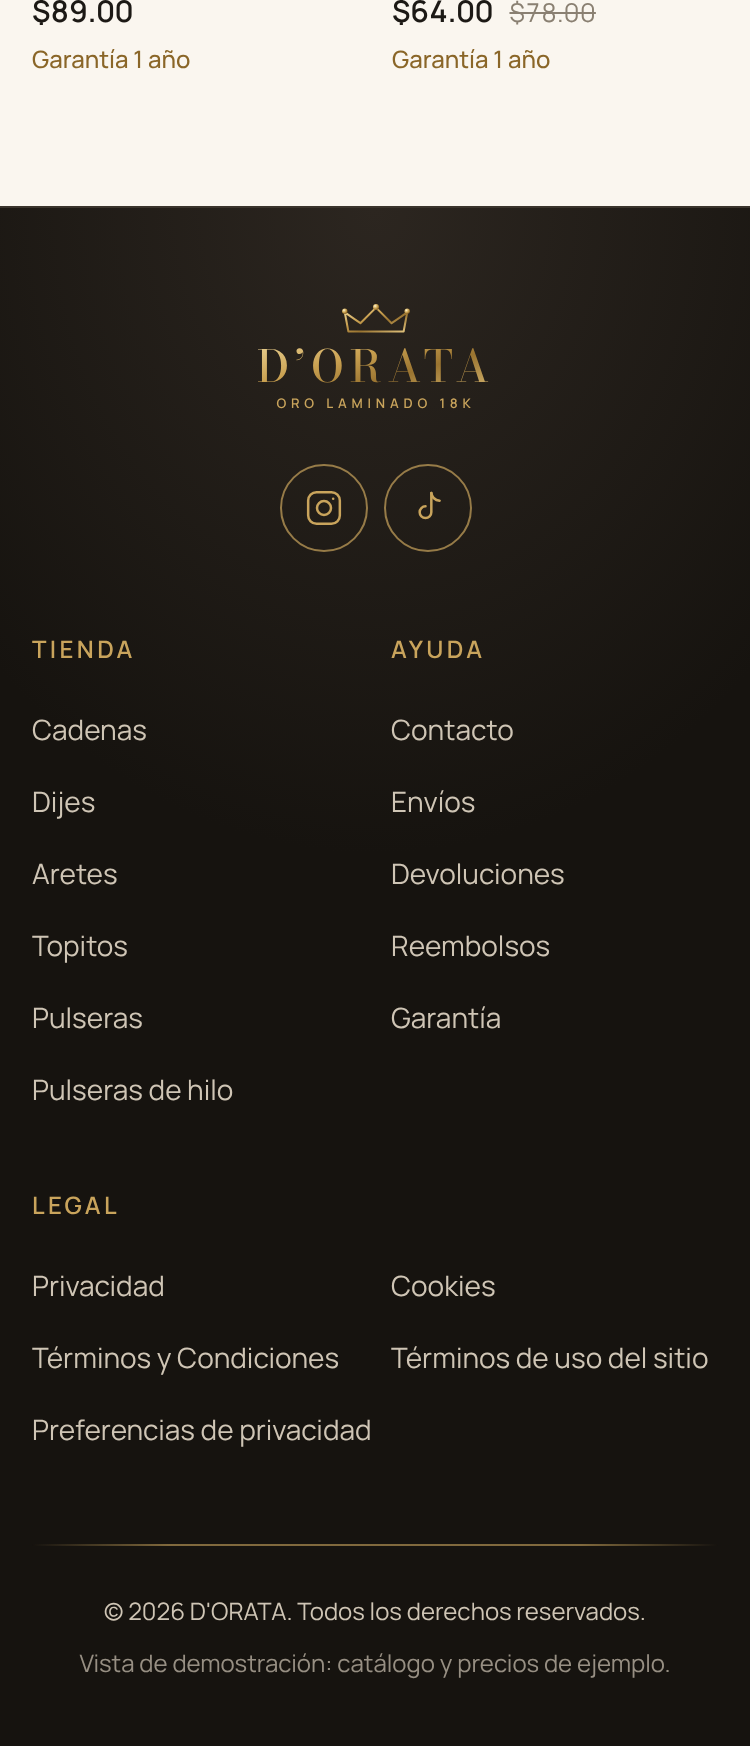 $89.00
$64.00 $78.00
Garantía 1 año
Garantía 1 año
D'ORATA
ORO LAMINADO 18K
TIENDA
Cadenas
Dijes
Aretes
Topitos
Pulseras
Pulseras de hilo
AYUDA
Contacto
Envíos
Devoluciones
Reembolsos
Garantía
LEGAL
Privacidad
Cookies
Términos y Condiciones
Términos de uso del sitio
Preferencias de privacidad
© 2026 D'ORATA. Todos los derechos reservados.
Vista de demostración: catálogo y precios de ejemplo.